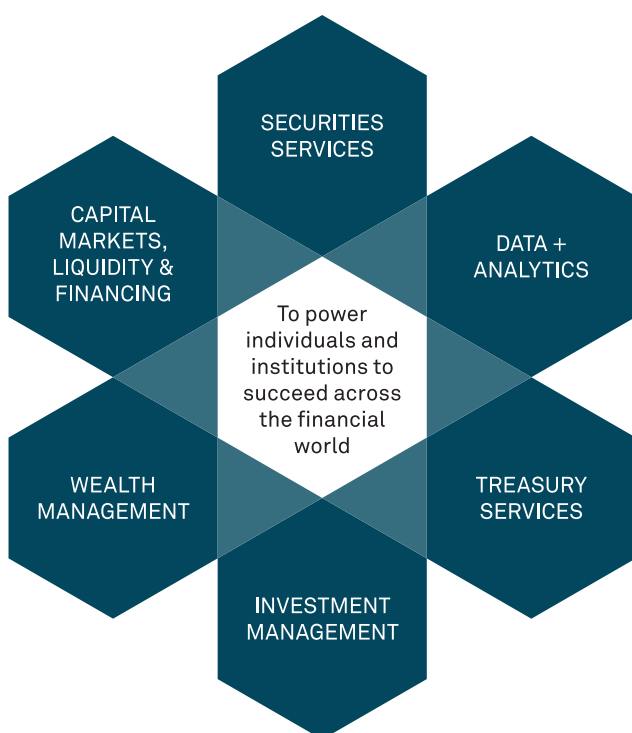 SECURITIES
SERVICES
CAPITAL
MARKETS,
LIQUIDITY &
FINANCING
DATA +
ANALYTICS
To power
individuals and
institutions to
succeed across
the financial
world
WEALTH
MANAGEMENT
TREASURY
SERVICES
INVESTMENT
MANAGEMENT